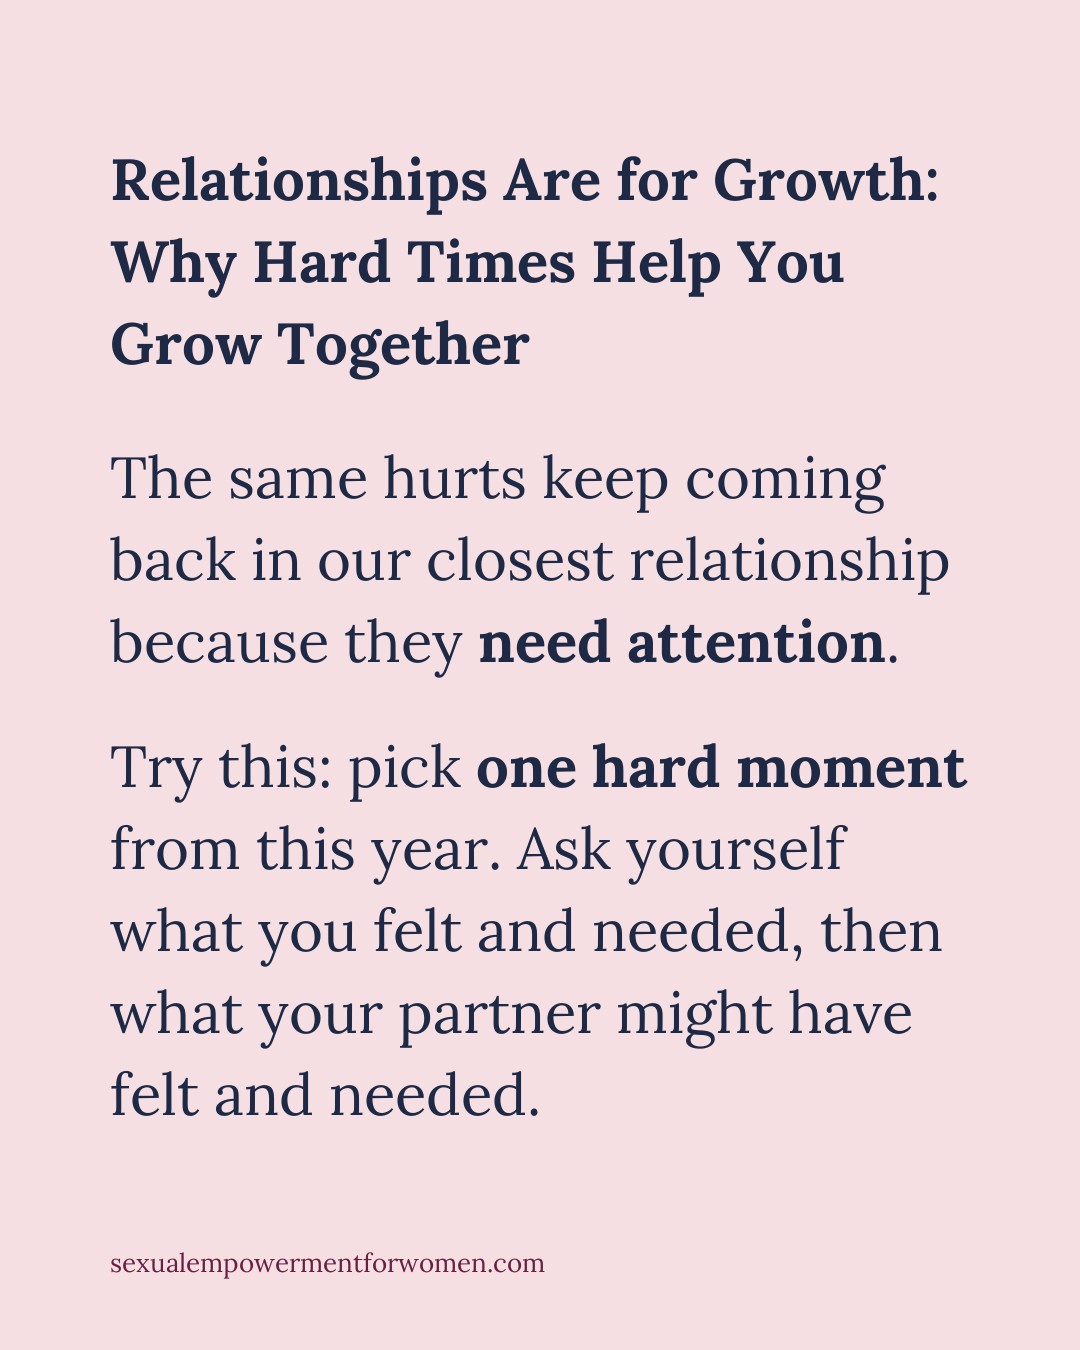 Relationships Are for Growth:
Why Hard Times Help You
Grow Together
The same hurts keep coming
back in our closest relationship
because they need attention.
Try this: pick one hard moment
from this year. Ask yourself
what you felt and needed, then
what your partner might have
felt and needed.
sexualempowermentforwomen.com